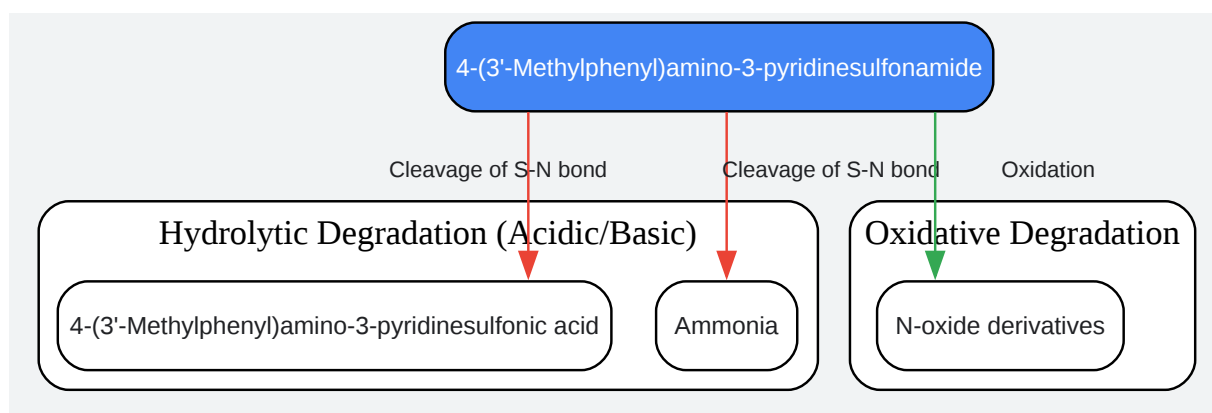 4-(3'-Methylphenyl)amino-3-pyridinesulfonamide
Cleavage of S-N bond
Cleavage of S-N bond
Oxidation
Hydrolytic Degradation (Acidic/Basic)
Oxidative Degradation
4-(3'-Methylphenyl)amino-3-pyridinesulfonic acid
Ammonia
N-oxide derivatives